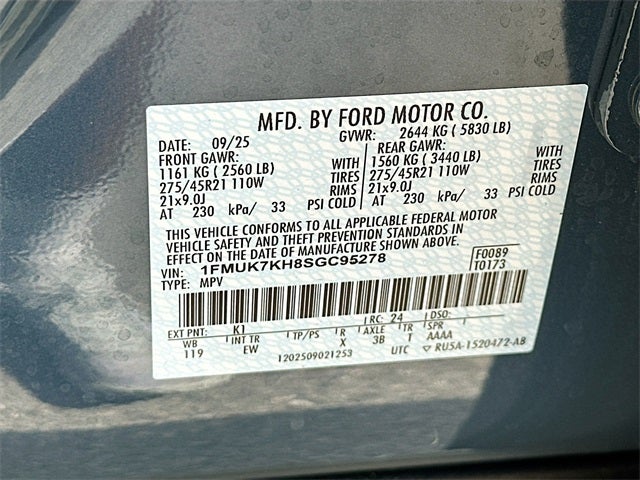 MFD. BY FORD MOTOR CO.
DATE: 09/25 GVWR: 2644 KG ( 5830 LB)
FRONT GAWR: REAR GAWR:
1161 KG ( 2560 LB) WITH 1560 KG ( 3440 LB) WITH
275/45R21 110W TIRES 275/45R21 110W TIRES
21x9.0J RIMS 21x9.0J RIMS
AT 230 kPa/ 33 PSI COLD AT 230 kPa/ 33 PSI COLD
THIS VEHICLE CONFORMS TO ALL APPLICABLE FEDERAL MOTOR
VEHICLE SAFETY AND THEFT PREVENTION STANDARDS IN
EFFECT ON THE DATE OF MANUFACTURE SHOWN ABOVE.
VIN: 1FMUK7KH8SGC95278 F0089
TYPE: MPV T0173
EXT PNT: K1 RC: 24 DSO:
WB INT TR TP/PS R AXLE TR SPR
119 EW X 3B T AAAA
1202509021253 UTC ▽ RU5A-1520472-AB